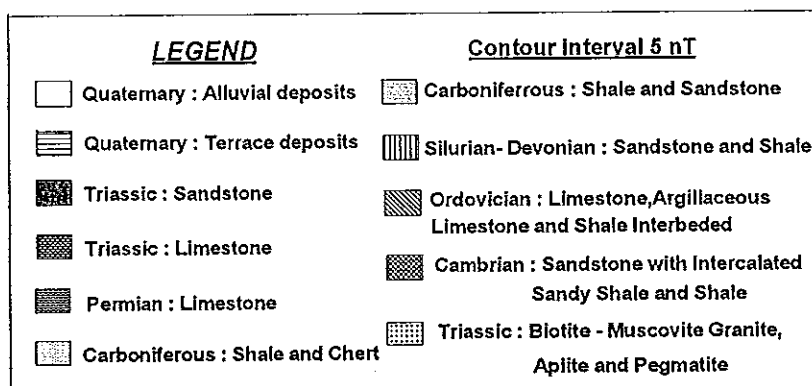 LEGEND
Quaternary : Alluvial deposits
Quaternary : Terrace deposits
Triassic : Sandstone
Triassic : Limestone
Permian : Limestone
Carboniferous : Shale and Chert
Contour Interval 5 nT
Carboniferrous : Shale and Sandstone
Silurian- Devonian : Sandstone and Shale
Ordovician : Limestone,Argillaceous
Limestone and Shale Interbeded
Cambrian : Sandstone with Intercalated
Sandy Shale and Shale
Triassic : Biotite - Muscovite Granite,
Aplite and Pegmatite